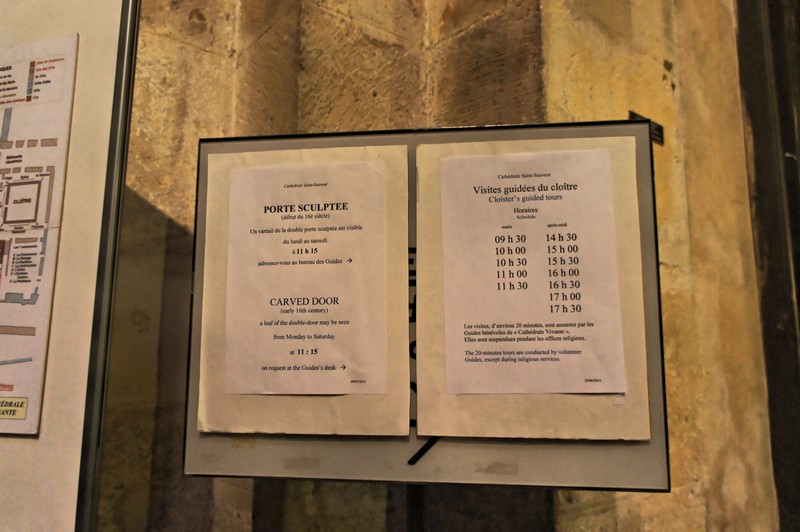 CLOÎTRE
Cathédrale Saint-Sauveur
PORTE SCULPTEE
(début du 16è siècle)
Un vantail de la double porte sculptée est visible
du lundi au samedi
à 11 h 15
adressez-vous au bureau des Guides →
CARVED DOOR
(early 16th century)
a leaf of the double-door may be seen
from Monday to Saturday
at 11 : 15
on request at the Guides's desk →
Cathédrale Saint-Sauveur
Visites guidées du cloître
Cloister's guided tours
Horaires
Schedule
matin après-midi
09 h 30 14 h 30
10 h 00 15 h 00
10 h 30 15 h 30
11 h 00 16 h 00
11 h 30 16 h 30
17 h 00
17 h 30
Les visites, d'environ 20 minutes, sont assurées par les
Guides bénévoles de « Cathédrale Vivante ».
Elles sont suspendues pendant les offices religieux.
The 20-minutes tours are conducted by volunteer
Guides, except during religious services.